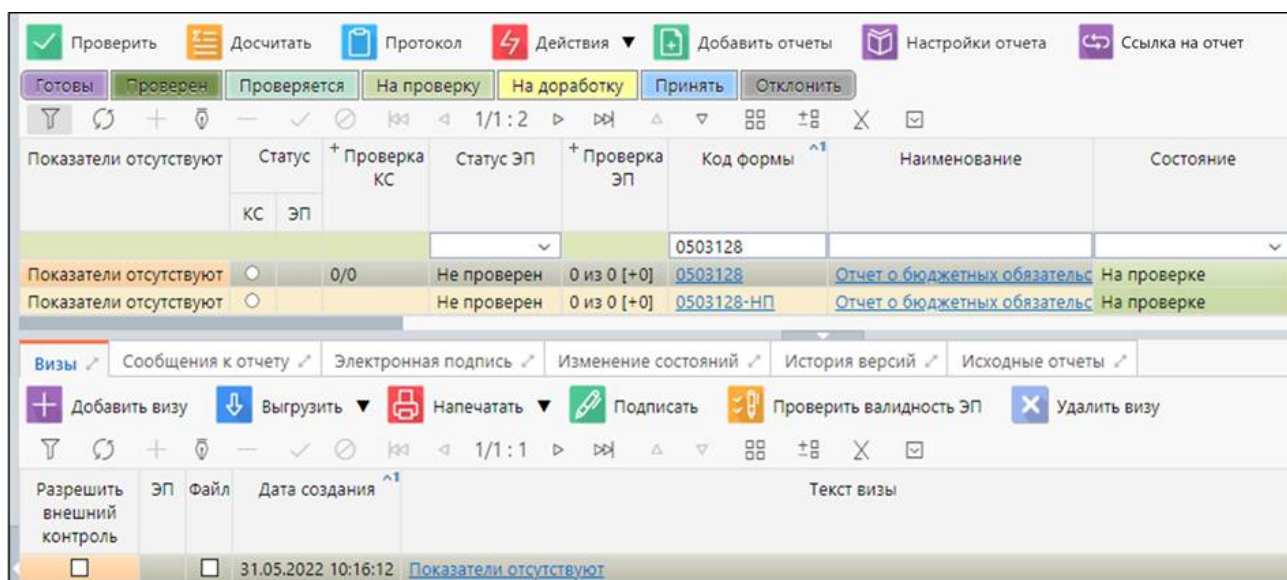 Проверить Досчитать Протокол Действия ▼ Добавить отчеты Настройки отчета Ссылка на отчет
Готовы Проверен Проверяется На проверку На доработку Принять Отклонить
1/1 : 2
Показатели отсутствуют Статус + Проверка КС Статус ЭП + Проверка ЭП Код формы ^1 Наименование Состояние
КС ЭП
0503128
Показатели отсутствуют 0/0 Не проверен 0 из 0 [+0] 0503128 Отчет о бюджетных обязательс На проверке
Показатели отсутствуют Не проверен 0 из 0 [+0] 0503128-НП Отчет о бюджетных обязательс На проверке
Визы Сообщения к отчету Электронная подпись Изменение состояний История версий Исходные отчеты
Добавить визу Выгрузить ▼ Напечатать ▼ Подписать Проверить валидность ЭП Удалить визу
1/1 : 1
Разрешить внешний контроль ЭП Файл Дата создания ^1 Текст визы
31.05.2022 10:16:12 Показатели отсутствуют